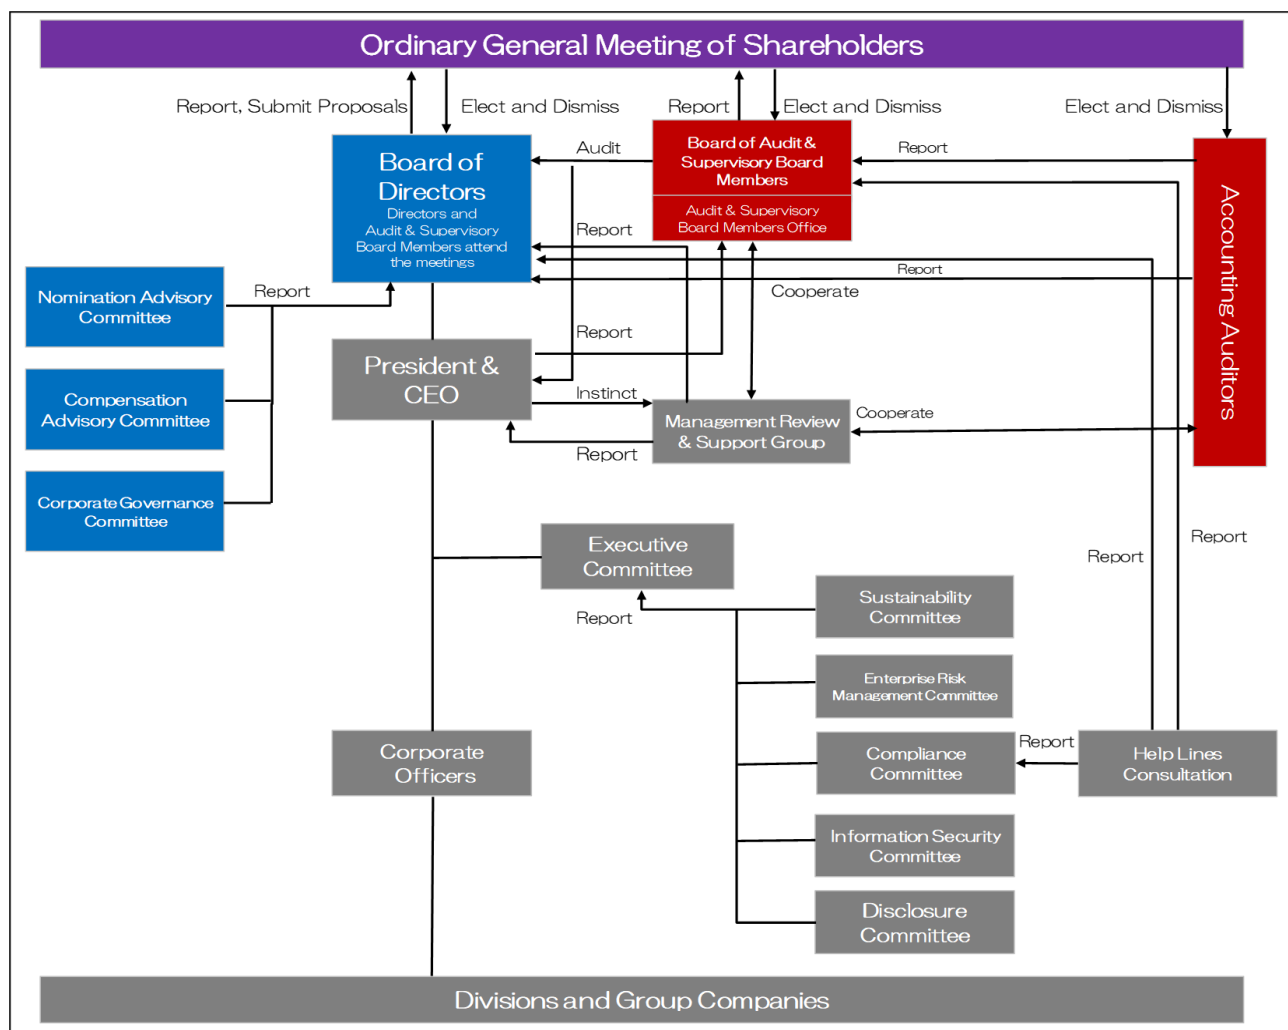 Ordinary General Meeting of Shareholders
Report, Submit Proposals
Elect and Dismiss
Report
Elect and Dismiss
Elect and Dismiss
Board of
Directors
Directors and
Audit & Supervisory
Board Members attend
the meetings
Audit
Board of Audit &
Supervisory Board
Members
Audit & Supervisory
Board Members Office
Report
Accounting Auditors
Report
Report
Cooperate
Nomination Advisory
Committee
Report
Compensation
Advisory Committee
Corporate Governance
Committee
President &
CEO
Report
Instinct
Report
Management Review
& Support Group
Cooperate
Report
Report
Executive
Committee
Report
Sustainability
Committee
Enterprise Risk
Management Committee
Corporate
Officers
Compliance
Committee
Report
Help Lines
Consultation
Information Security
Committee
Disclosure
Committee
Divisions and Group Companies